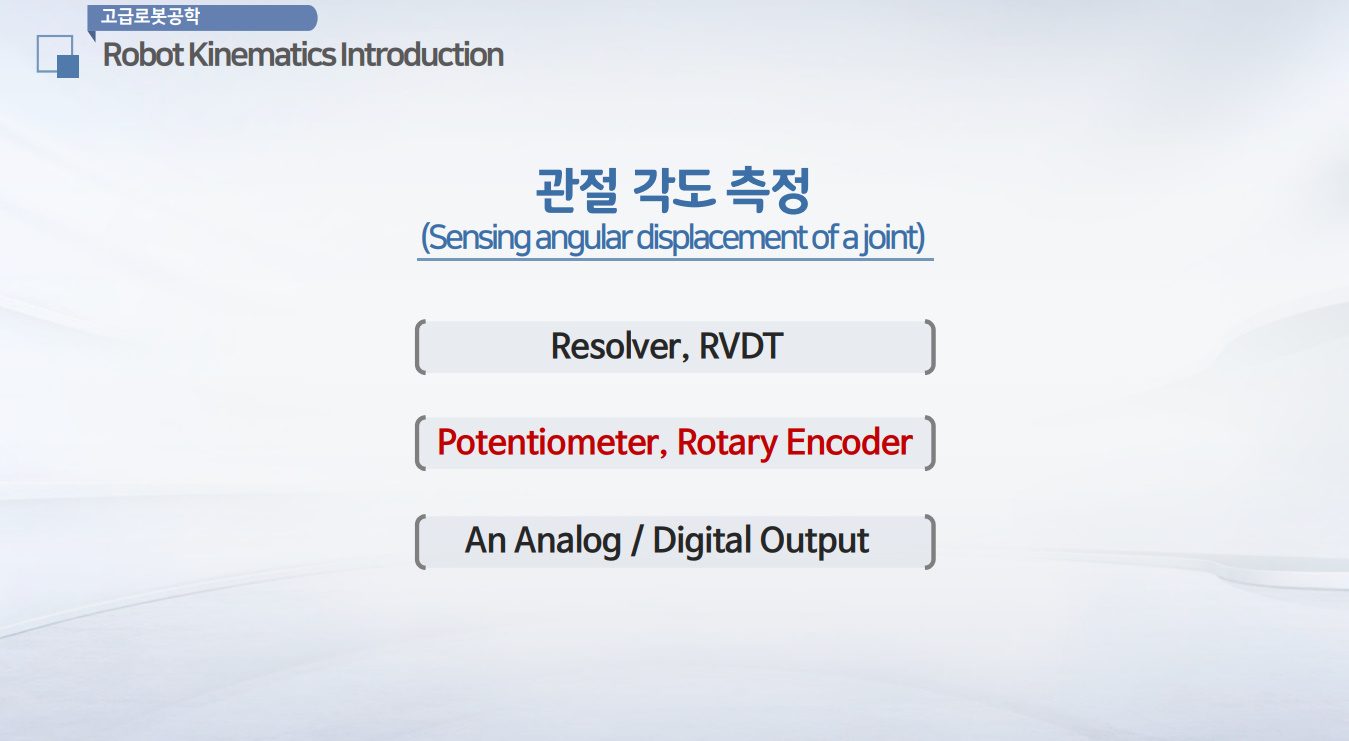 고급로봇공학
Robot Kinematics Introduction
관절 각도 측정
(Sensing angular displacement of a joint)
Resolver, RVDT
Potentiometer, Rotary Encoder
An Analog / Digital Output